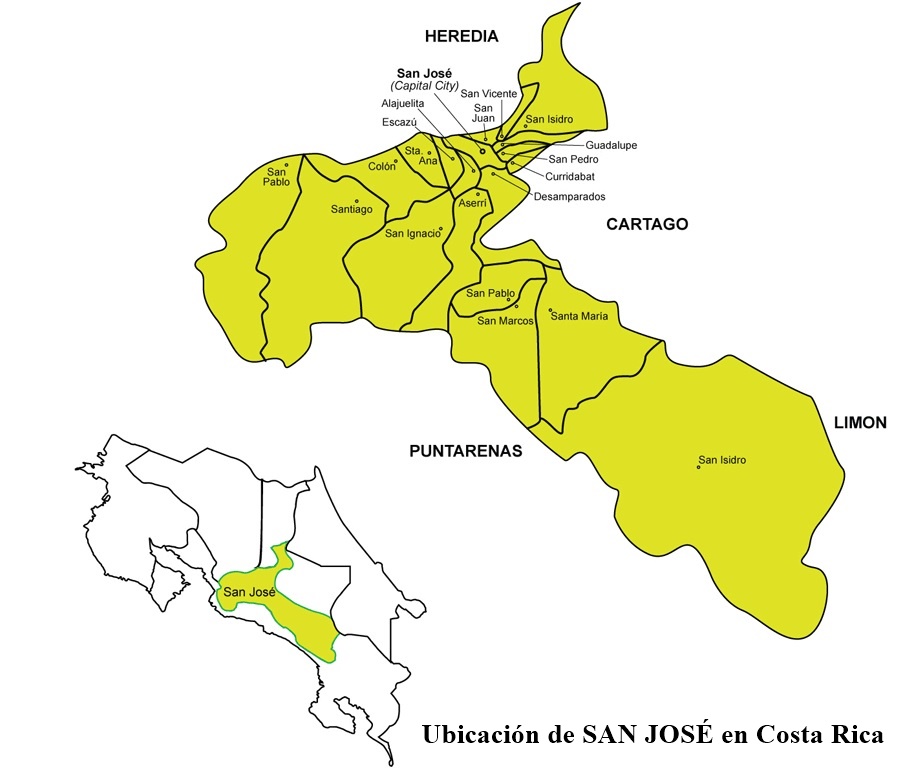 HEREDIA
San José
(Capital City)
San Vicente
Alajuelita
San
Juan
Escazú
San Isidro
Guadalupe
San Pedro
Curridabat
Desamparados
Sta.
Ana
Colón
San
Pablo
Santiago
Aserrí
San Ignacio
CARTAGO
San Pablo
San Marcos
Santa María
LIMON
PUNTARENAS
San Isidro
San José
Ubicación de SAN JOSÉ en Costa Rica